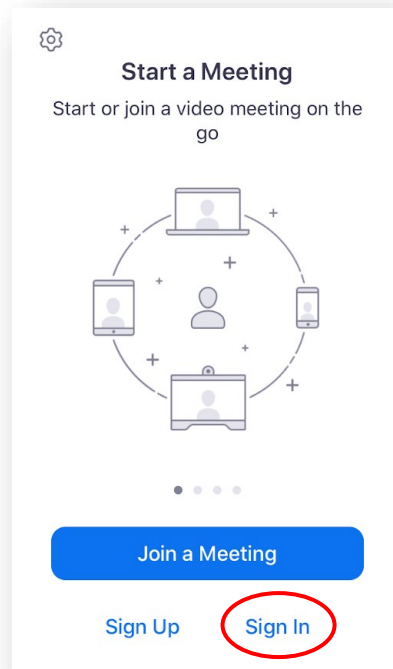 Start a Meeting
Start or join a video meeting on the
go
Join a Meeting
Sign Up Sign In